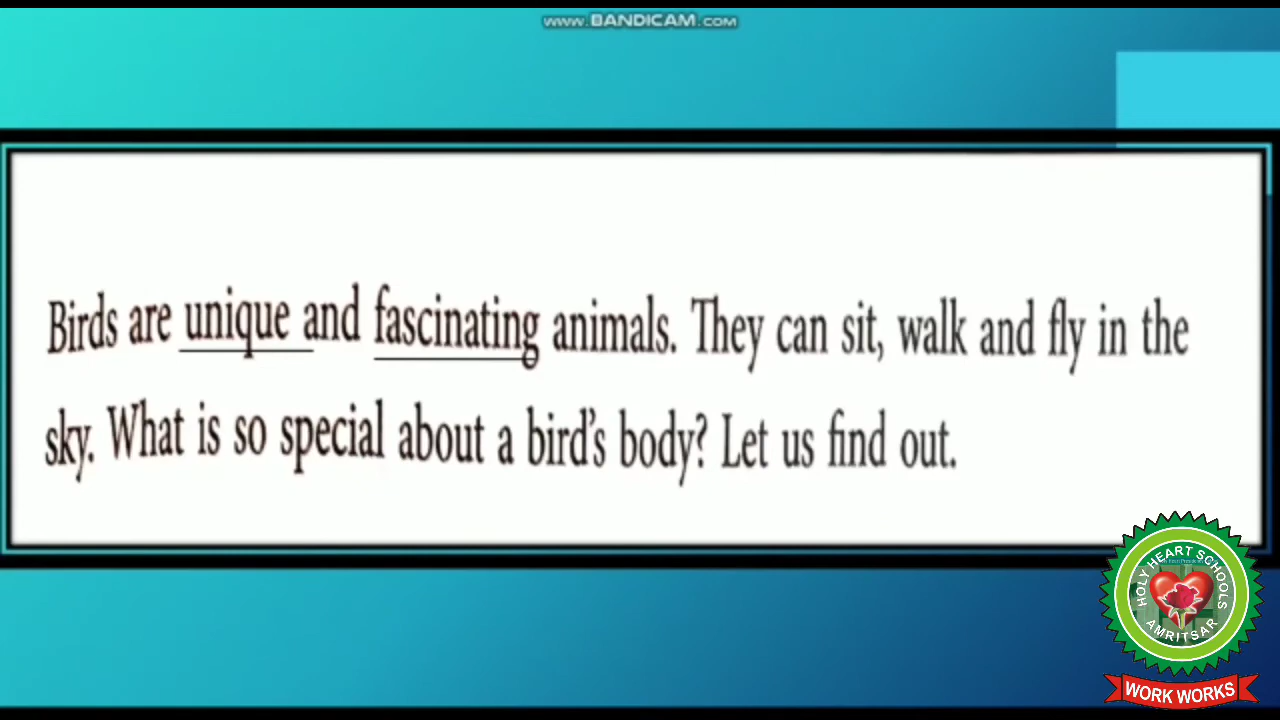 www.BANDICAM.com
Birds are unique and fascinating animals. They can sit, walk and fly in the
sky. What is so special about a bird's body? Let us find out.
HOLY HEART SCHOOLS
AMRITSAR
WORK WORKS